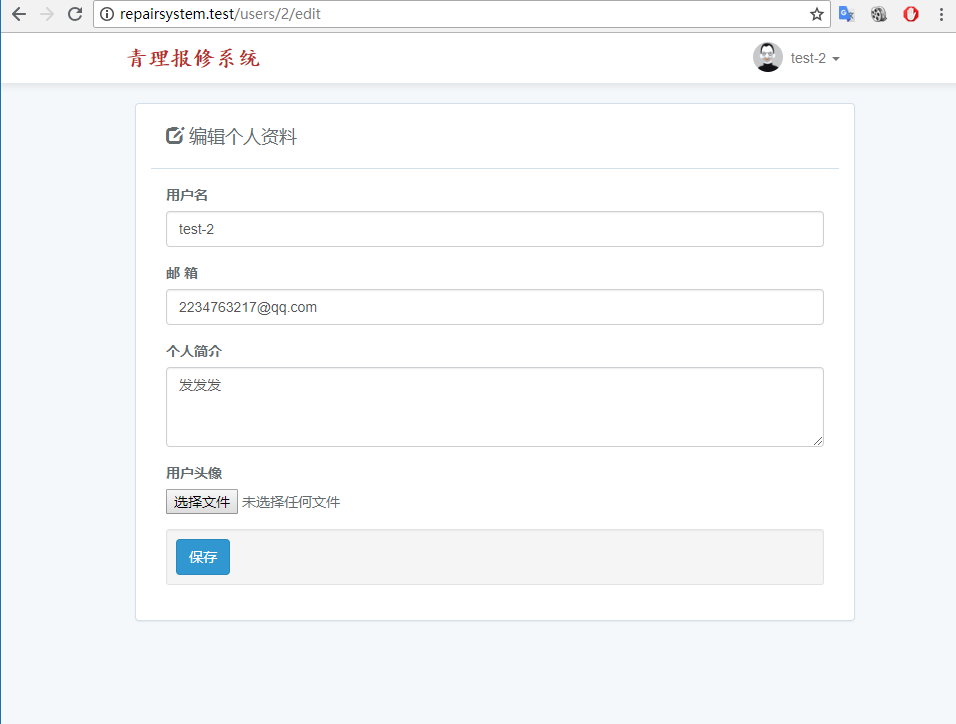 repairsystem.test/users/2/edit
青理报修系统
test-2
编辑个人资料
用户名
test-2
邮 箱
2234763217@qq.com
个人简介
发发发
用户头像
选择文件 未选择任何文件
保存